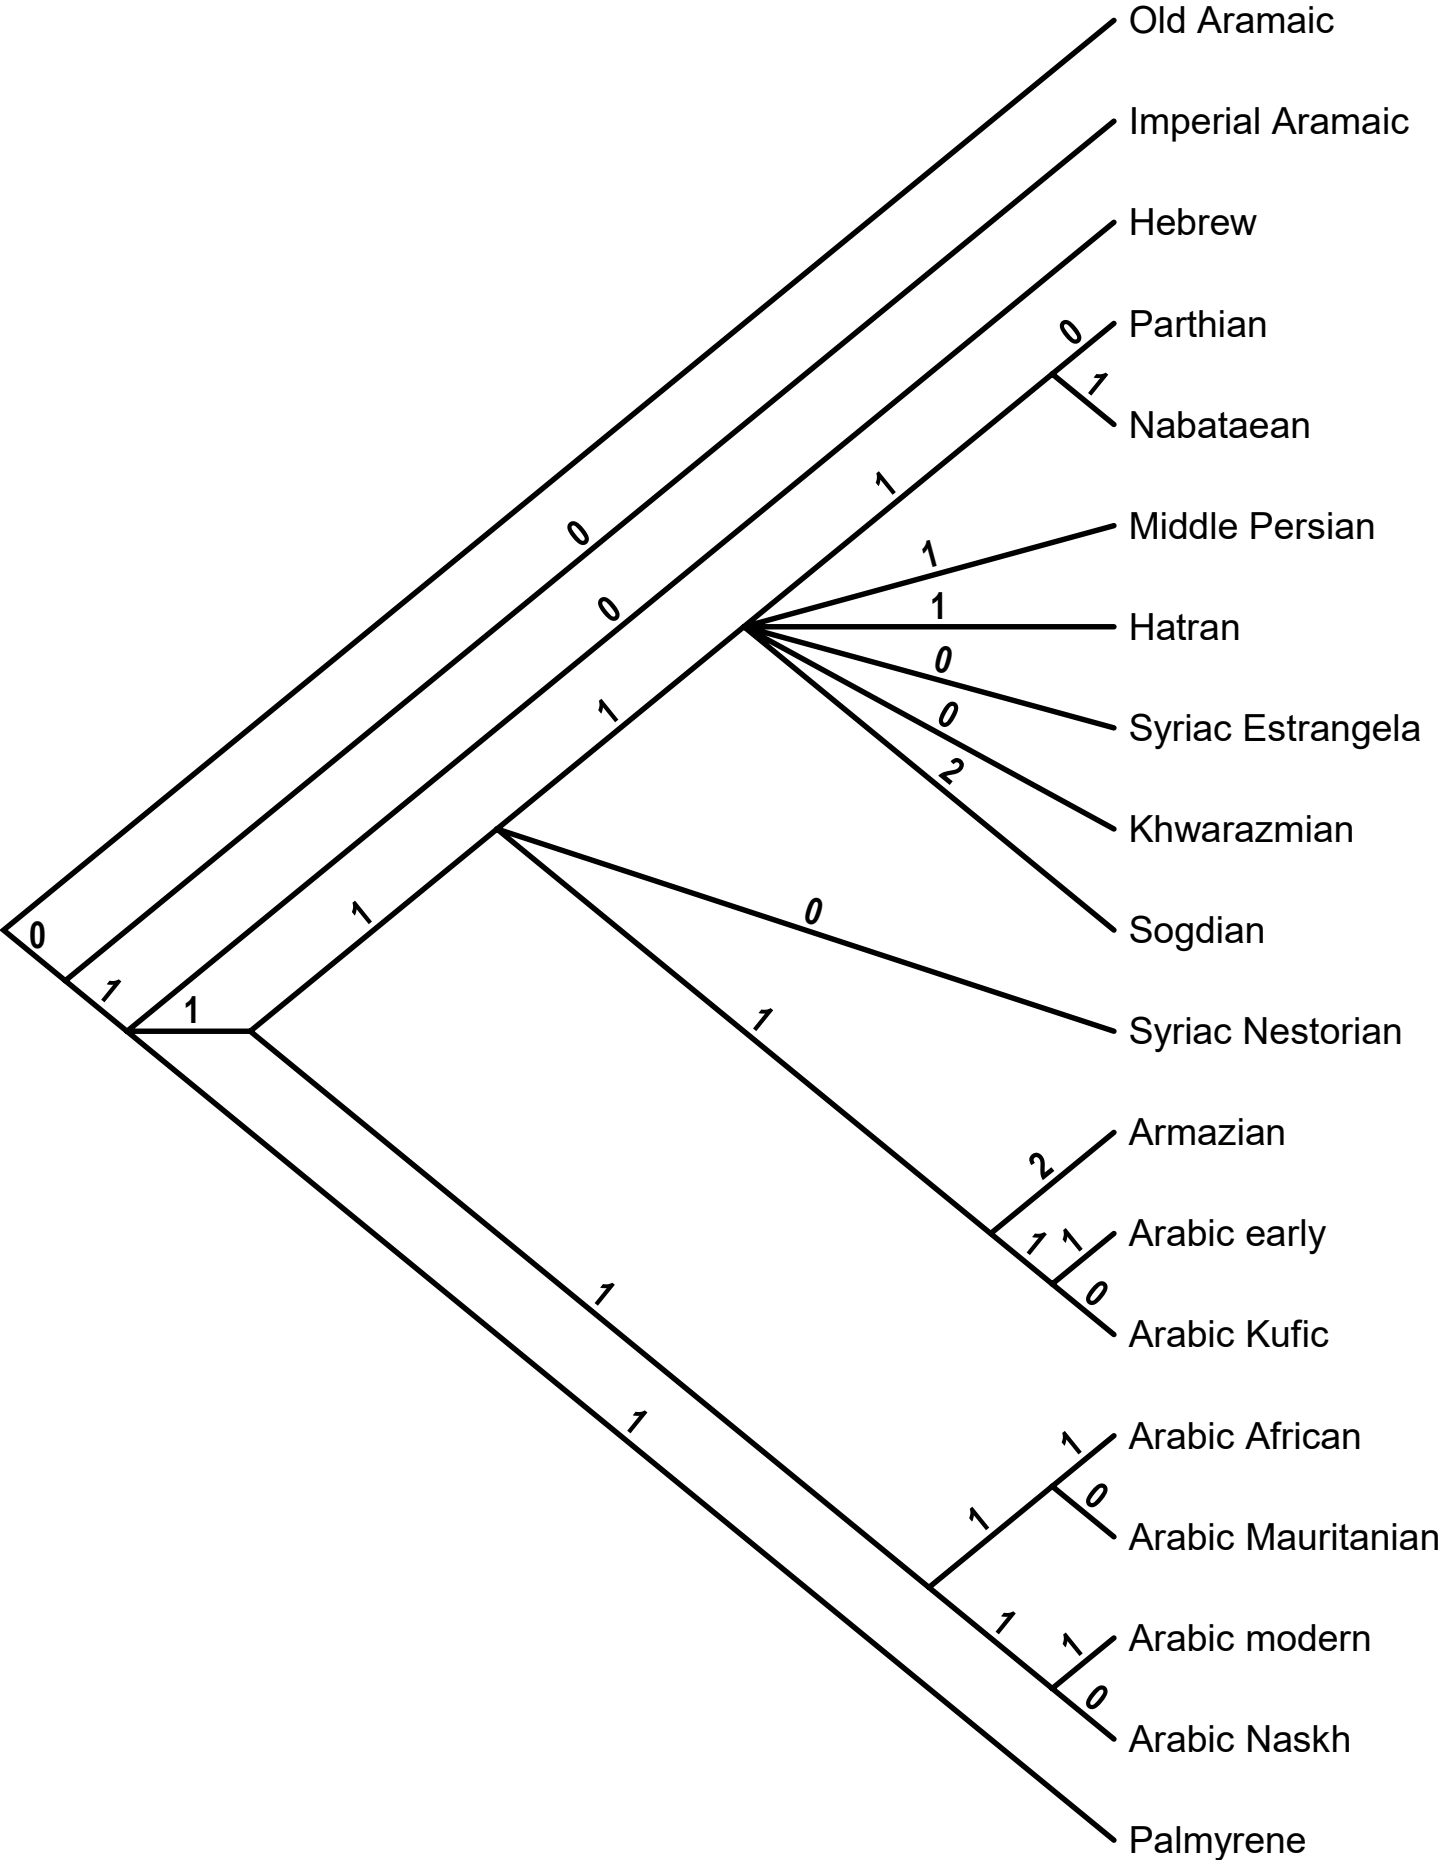 Old Aramaic
Imperial Aramaic
Hebrew
0 Parthian
1
Nabataean
1
Middle Persian
1
0
1
Hatran
0
0
Syriac Estrangela
1
0
2
Khwarazmian
Sogdian
1
0
0
Syriac Nestorian
1
1
1
Armazian
2
Arabic early
1 1
0
Arabic Kufic
1
Arabic African
1
1
0
1
Arabic Mauritanian
1
1
Arabic modern
0
Arabic Naskh
Palmyrene